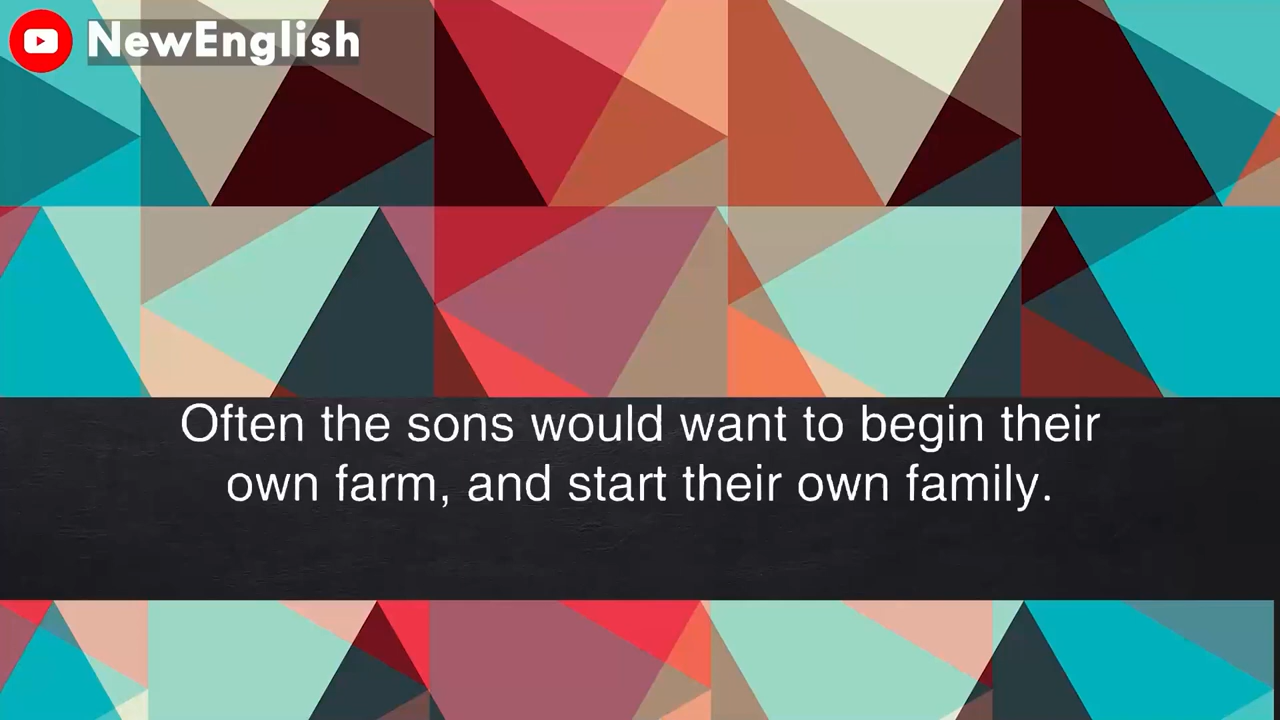 NewEnglish
Often the sons would want to begin their
own farm, and start their own family.